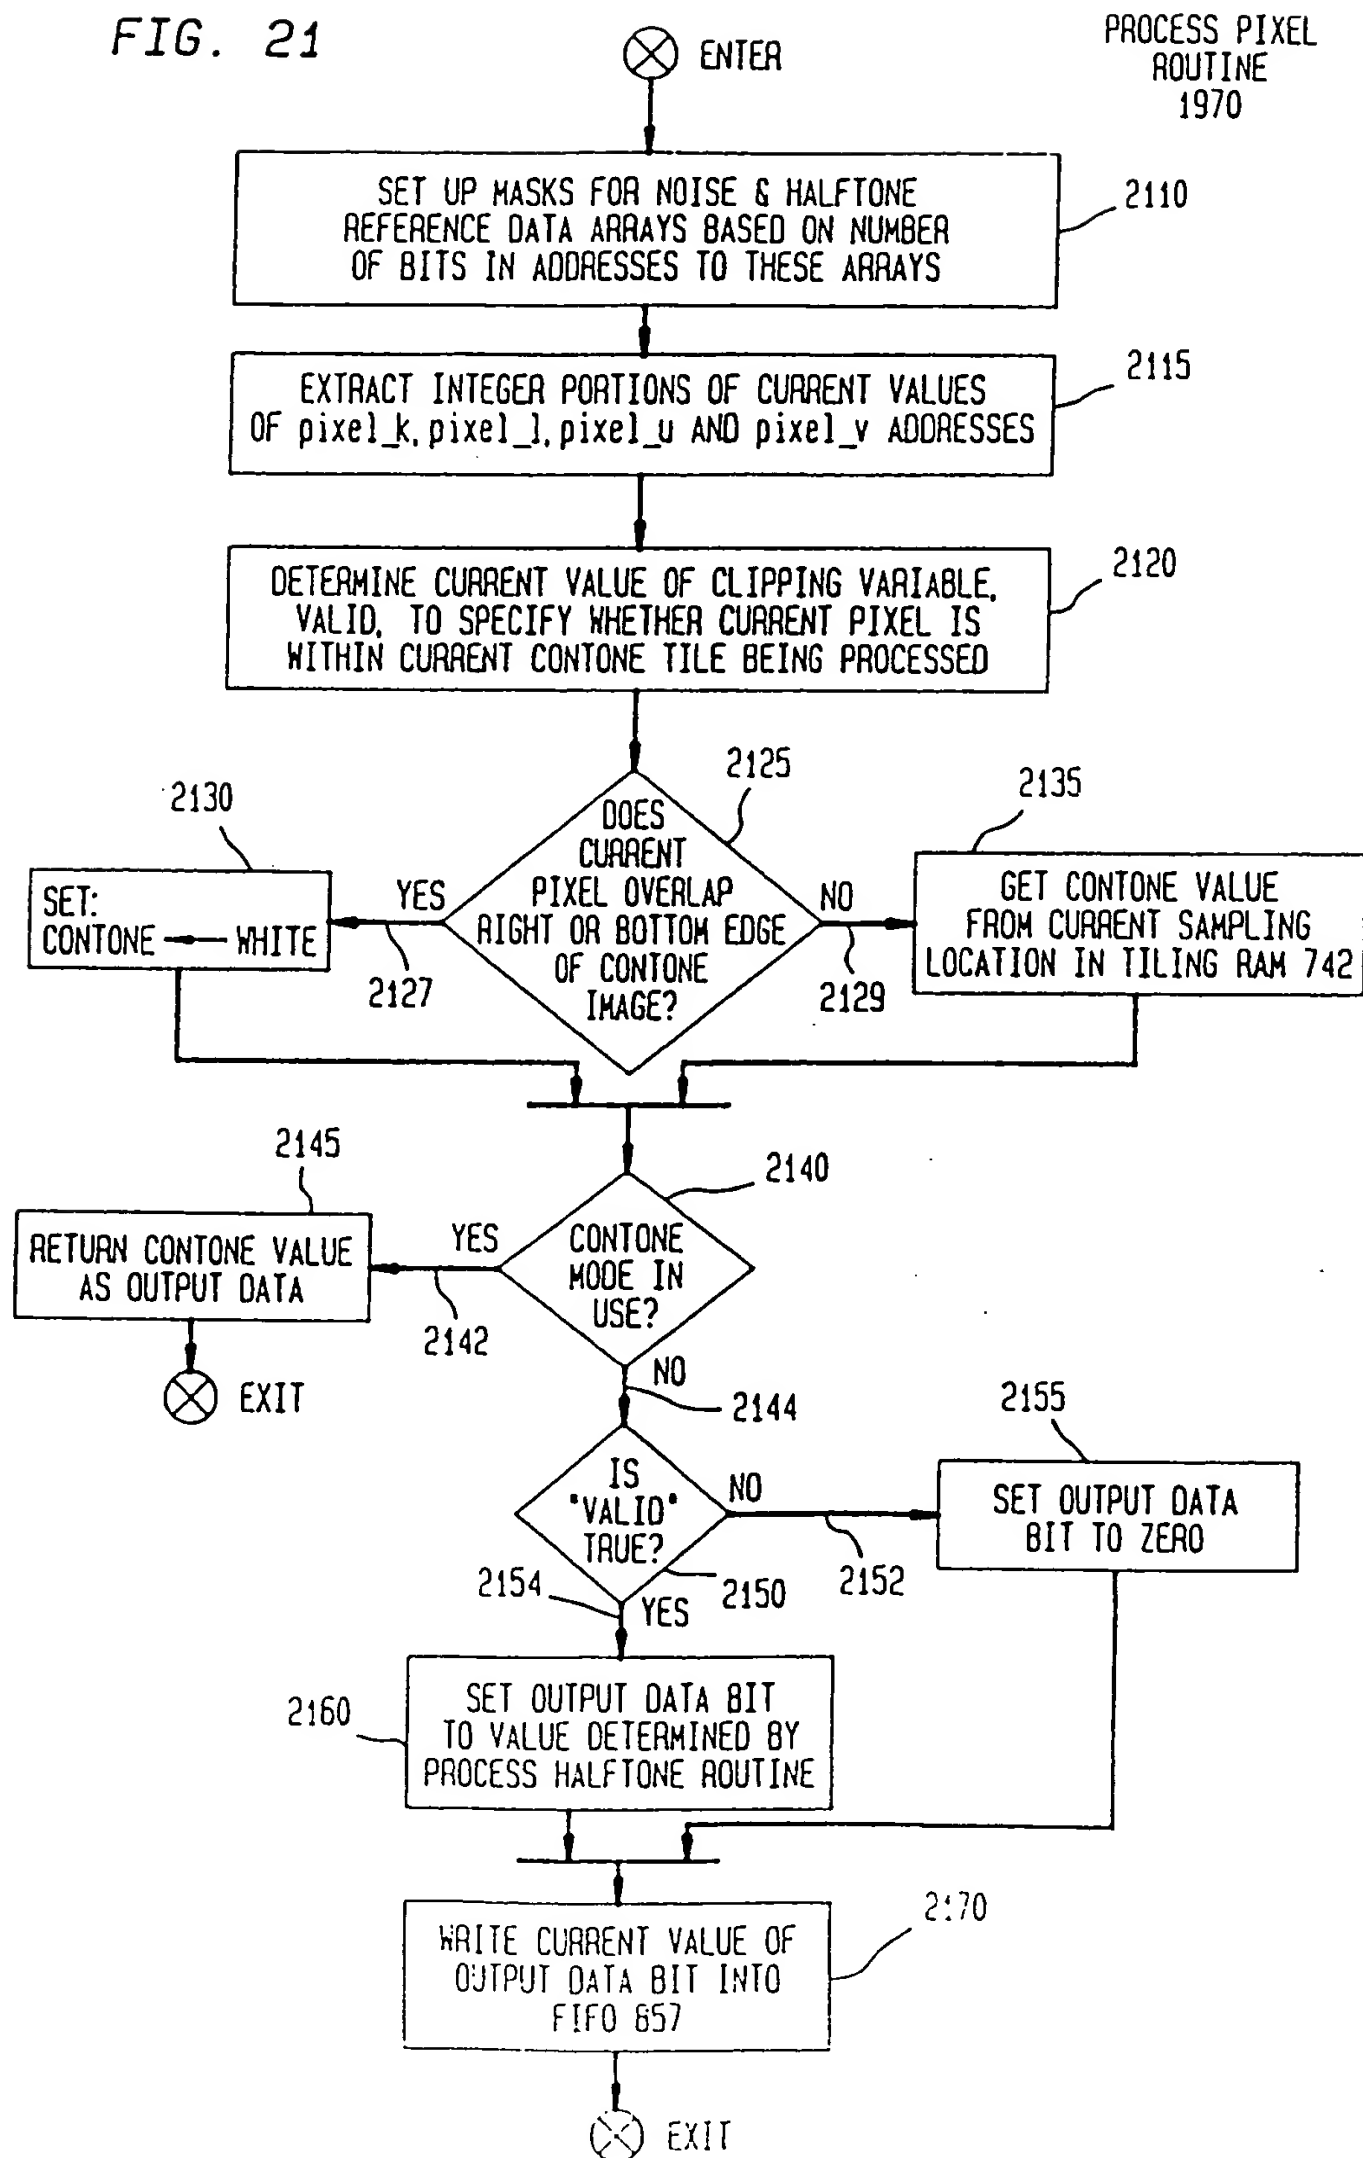 FIG. 21
PROCESS PIXEL
ROUTINE
1970
ENTER
SET UP MASKS FOR NOISE & HALFTONE
REFERENCE DATA ARRAYS BASED ON NUMBER
OF BITS IN ADDRESSES TO THESE ARRAYS
2110
EXTRACT INTEGER PORTIONS OF CURRENT VALUES
OF pixel_k, pixel_l, pixel_u AND pixel_v ADDRESSES
2115
DETERMINE CURRENT VALUE OF CLIPPING VARIABLE,
VALID, TO SPECIFY WHETHER CURRENT PIXEL IS
WITHIN CURRENT CONTONE TILE BEING PROCESSED
2120
DOES
CURRENT
PIXEL OVERLAP
RIGHT OR BOTTOM EDGE
OF CONTONE
IMAGE?
2125
YES
2127
NO
2129
2130
SET:
CONTONE WHITE
2135
GET CONTONE VALUE
FROM CURRENT SAMPLING
LOCATION IN TILING RAM 742
2140
CONTONE
MODE IN
USE?
YES
2142
2145
RETURN CONTONE VALUE
AS OUTPUT DATA
EXIT
NO
2144
IS
"VALID"
TRUE?
2150
NO
2152
2155
SET OUTPUT DATA
BIT TO ZERO
2154
YES
2160
SET OUTPUT DATA BIT
TO VALUE DETERMINED BY
PROCESS HALFTONE ROUTINE
2170
WRITE CURRENT VALUE OF
OUTPUT DATA BIT INTO
FIFO 857
EXIT